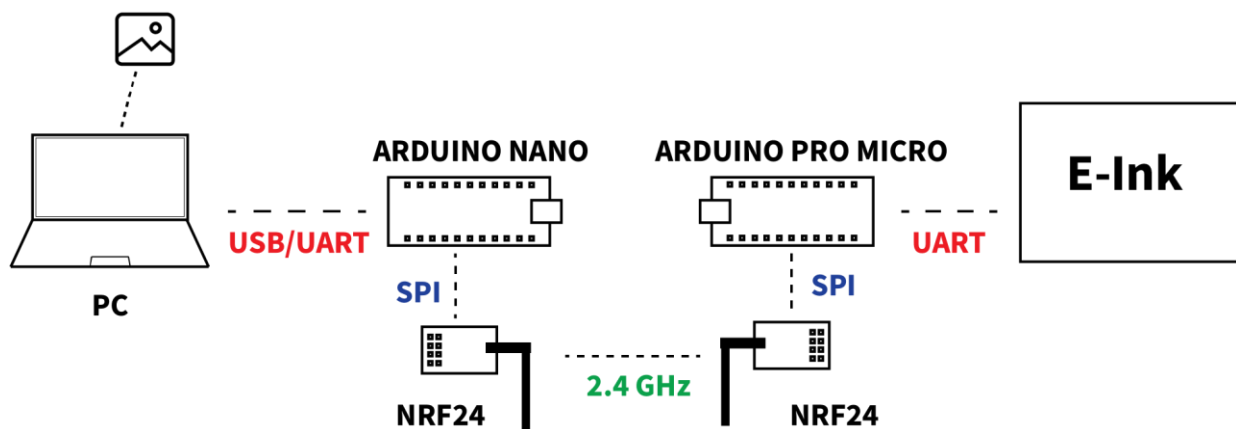 ARDUINO NANO
ARDUINO PRO MICRO
E-Ink
USB/UART
UART
PC
SPI
SPI
2.4 GHz
NRF24
NRF24